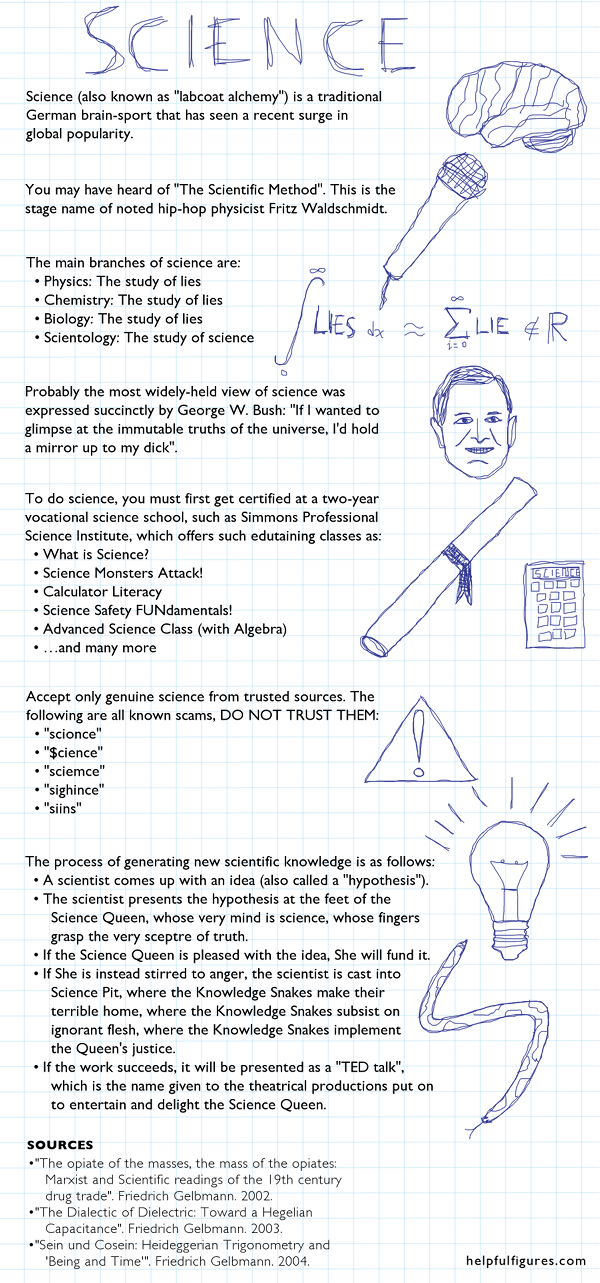 SCIENCE
Science (also known as "labcoat alchemy") is a traditional
German brain-sport that has seen a recent surge in
global popularity.
You may have heard of "The Scientific Method". This is the
stage name of noted hip-hop physicist Fritz Waldschmidt.
The main branches of science are:
• Physics: The study of lies
• Chemistry: The study of lies
• Biology: The study of lies
• Scientology: The study of science
∫₀^∞ LIES dx ≈ ∑_{i=0}^∞ LIE ∉ ℝ
Probably the most widely-held view of science was
expressed succinctly by George W. Bush: "If I wanted to
glimpse at the immutable truths of the universe, I'd hold
a mirror up to my dick".
To do science, you must first get certified at a two-year
vocational science school, such as Simmons Professional
Science Institute, which offers such edutaining classes as:
• What is Science?
• Science Monsters Attack!
• Calculator Literacy
• Science Safety FUNdamentals!
• Advanced Science Class (with Algebra)
• …and many more
SCIENCE
Accept only genuine science from trusted sources. The
following are all known scams, DO NOT TRUST THEM:
• "scionce"
• "$cience"
• "sciemce"
• "sighince"
• "siins"
!
The process of generating new scientific knowledge is as follows:
• A scientist comes up with an idea (also called a "hypothesis").
• The scientist presents the hypothesis at the feet of the
Science Queen, whose very mind is science, whose fingers
grasp the very sceptre of truth.
• If the Science Queen is pleased with the idea, She will fund it.
• If She is instead stirred to anger, the scientist is cast into
Science Pit, where the Knowledge Snakes make their
terrible home, where the Knowledge Snakes subsist on
ignorant flesh, where the Knowledge Snakes implement
the Queen's justice.
• If the work succeeds, it will be presented as a "TED talk",
which is the name given to the theatrical productions put on
to entertain and delight the Science Queen.
SOURCES
•"The opiate of the masses, the mass of the opiates:
Marxist and Scientific readings of the 19th century
drug trade". Friedrich Gelbmann. 2002.
•"The Dialectic of Dielectric: Toward a Hegelian
Capacitance". Friedrich Gelbmann. 2003.
•"Sein und Cosein: Heideggerian Trigonometry and
'Being and Time'". Friedrich Gelbmann. 2004.
helpfulfigures.com